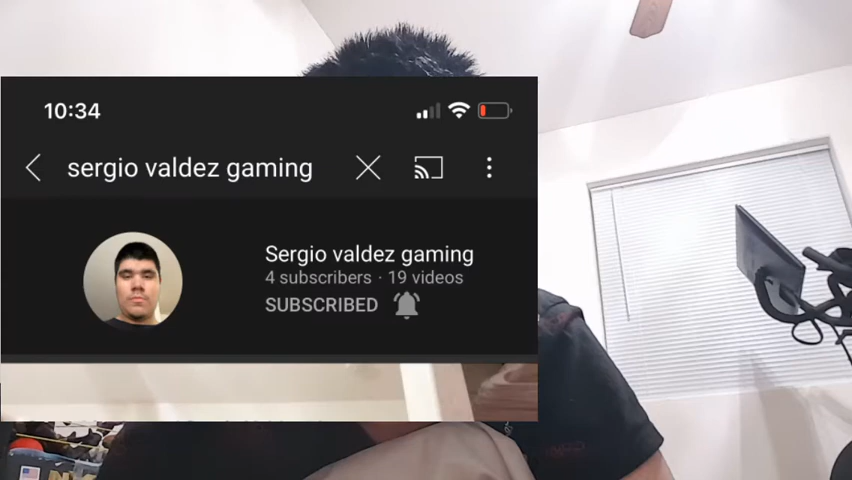 10:34
sergio valdez gaming
Sergio valdez gaming
4 subscribers · 19 videos
SUBSCRIBED